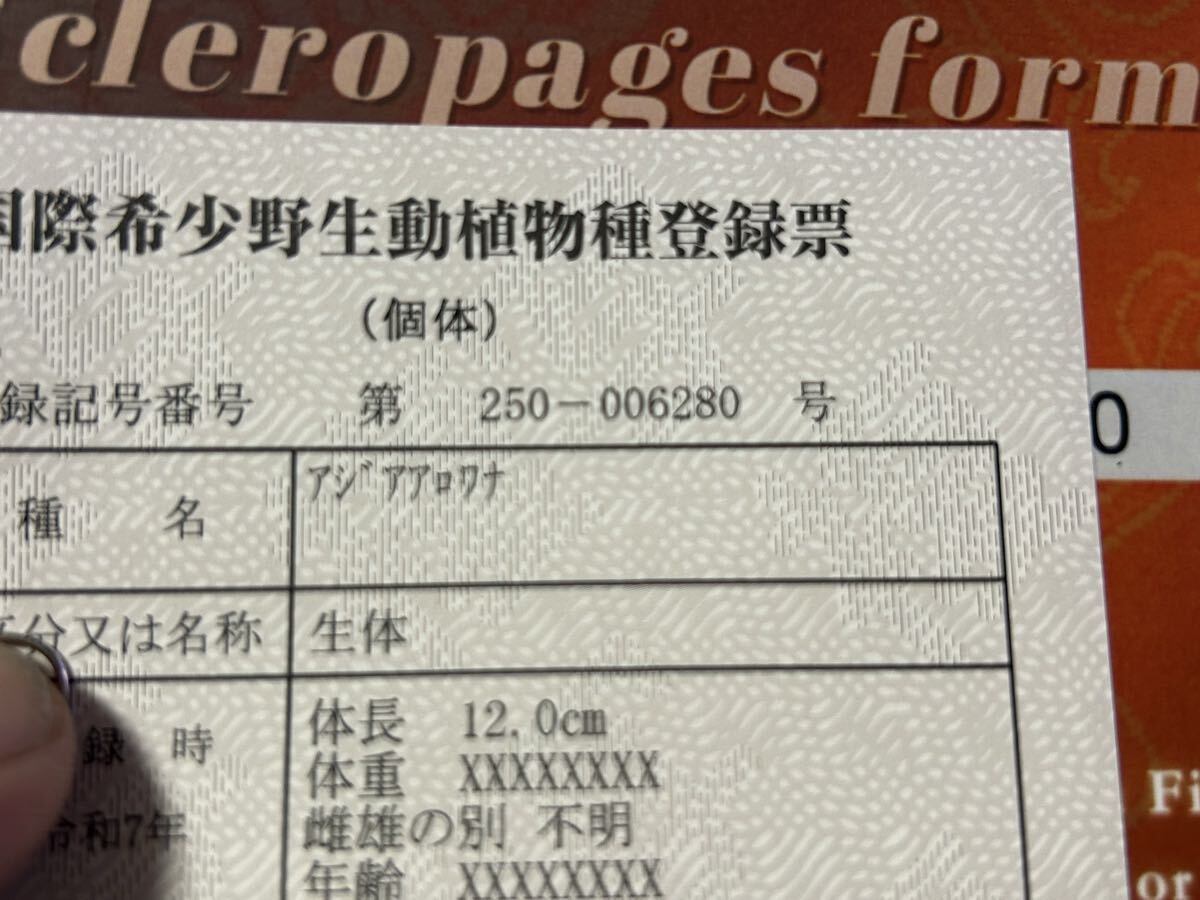 cleropages form
国際希少野生動植物種登録票
(個体)
録記号番号 第 250-006280 号
0
種 名 アジアアロワナ
分又は名称 生体
録 時
体長 12.0cm
体重 XXXXXXXX
令和7年
雌雄の別 不明
年齢 XXXXXXXX
Fi
or